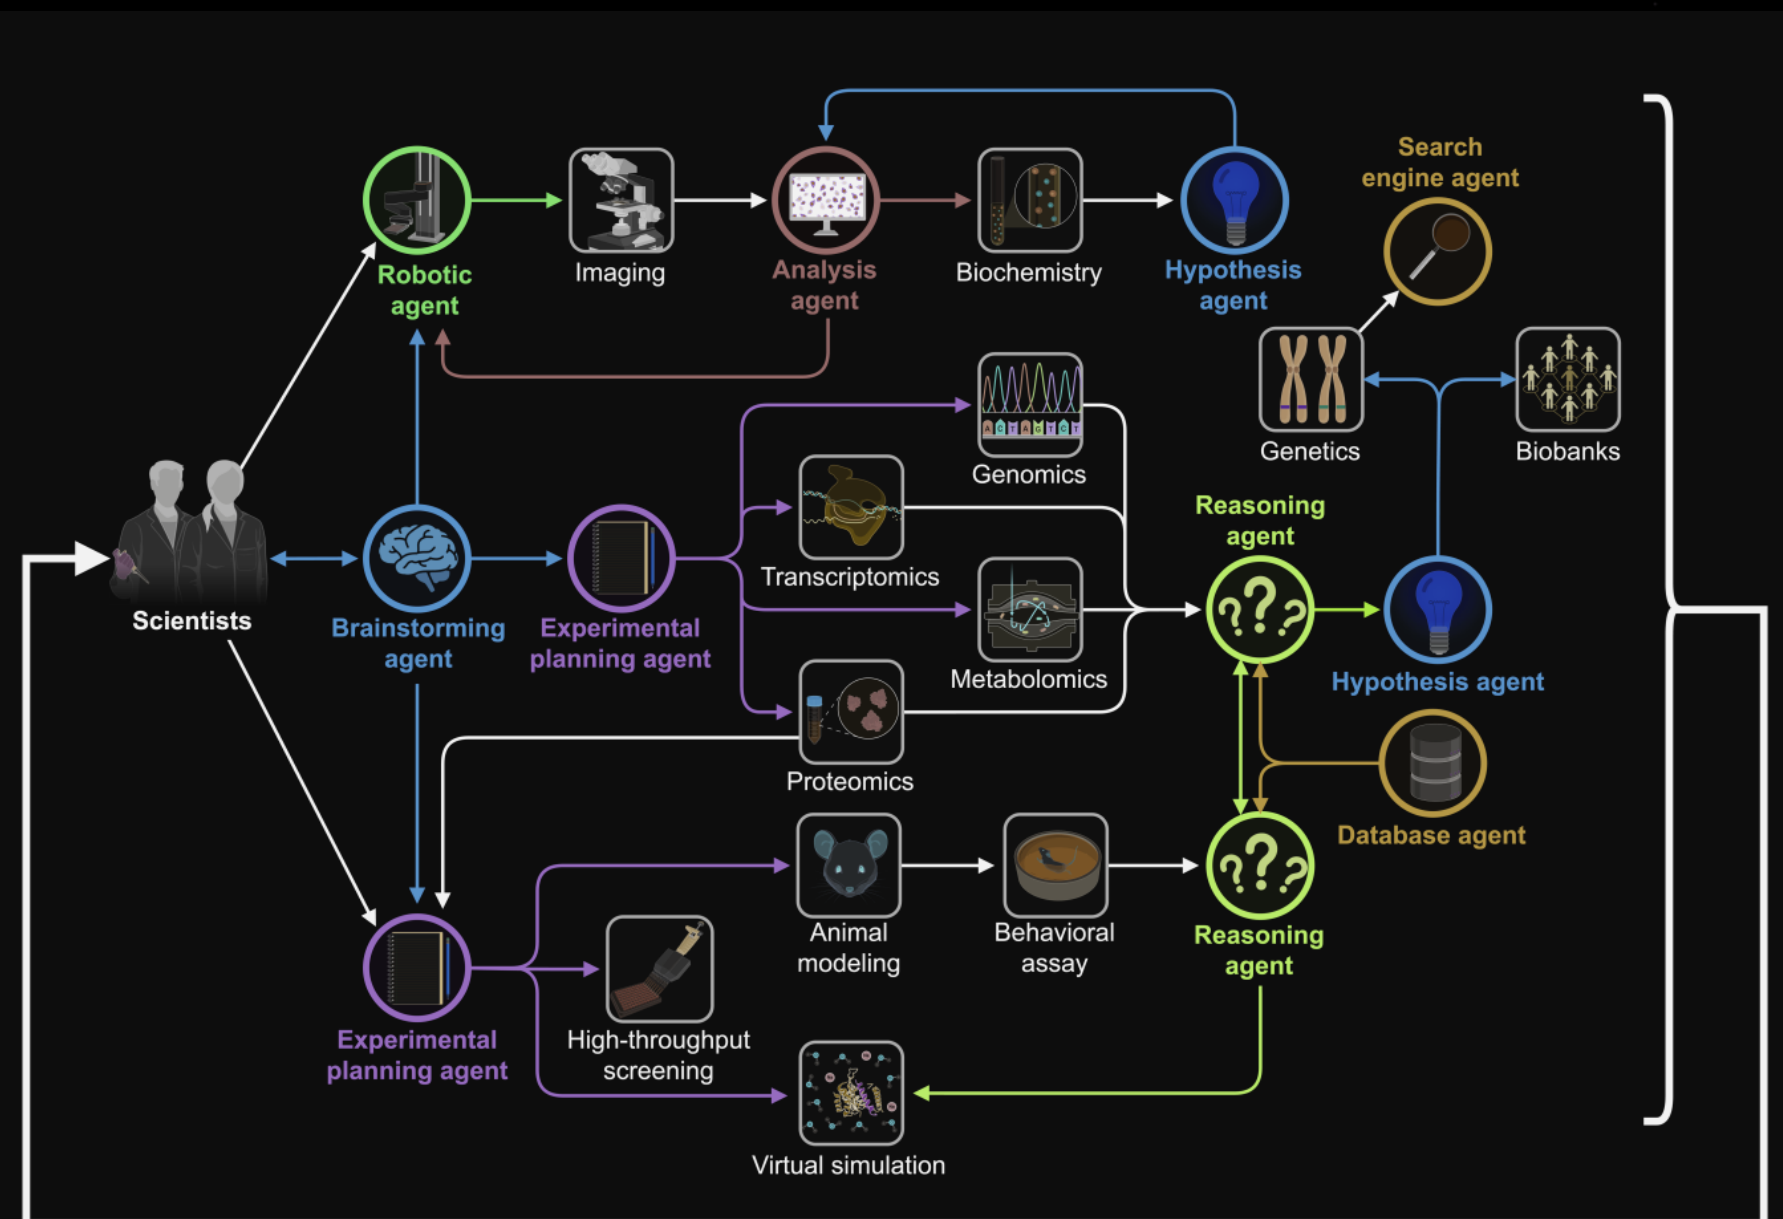 Search
engine agent
Robotic
agent
Imaging
Analysis
agent
Biochemistry
Hypothesis
agent
Genetics
Biobanks
A C T A G T C T
Genomics
Transcriptomics
Reasoning
agent
Scientists
Brainstorming
agent
Experimental
planning agent
Metabolomics
Hypothesis agent
Proteomics
Database agent
Animal
modeling
Behavioral
assay
Reasoning
agent
Experimental
planning agent
High-throughput
screening
Virtual simulation